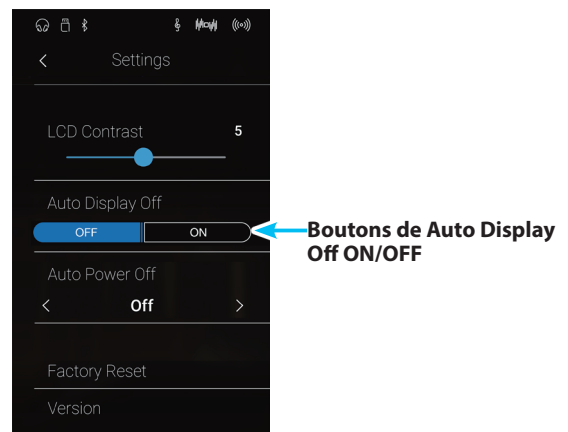 Settings
LCD Contrast 5
Auto Display Off
OFF ON
Boutons de Auto Display
Off ON/OFF
Auto Power Off
< Off >
Factory Reset
Version